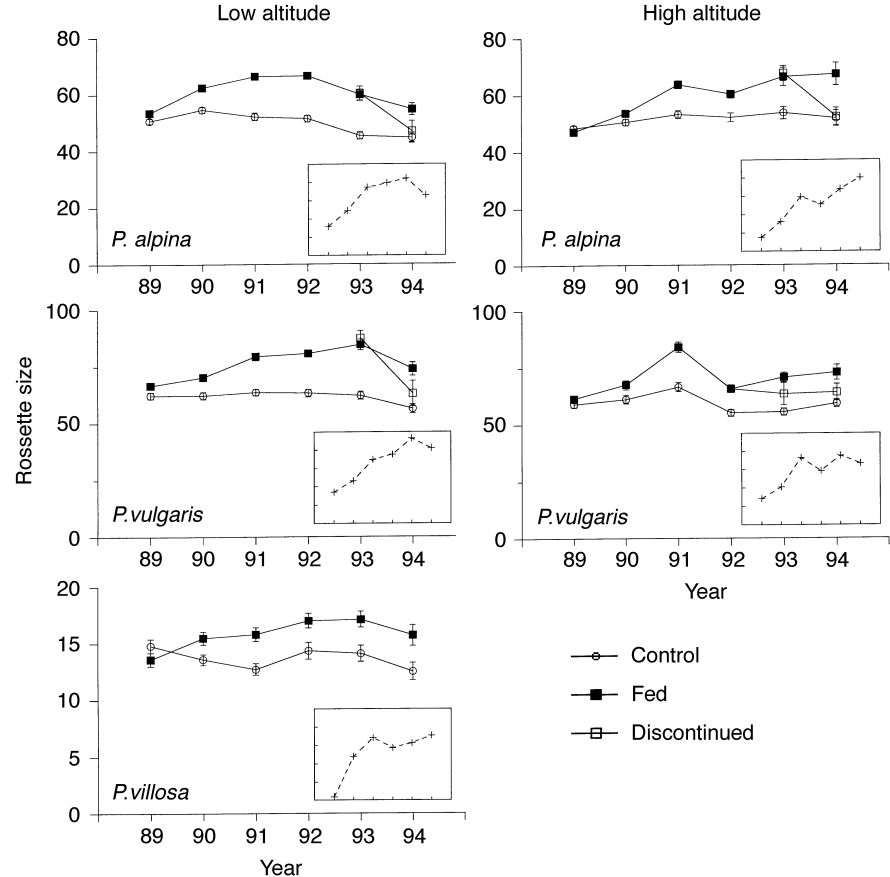 Low altitude
High altitude
80
60
40
20
0
P. alpina
89 90 91 92 93 94
80
60
40
20
0
P. alpina
89 90 91 92 93 94
Rossette size
100
50
0
P.vulgaris
89 90 91 92 93 94
100
50
0
P.vulgaris
89 90 91 92 93 94
Year
20
15
10
5
0
P.villosa
89 90 91 92 93 94
Year
Control
Fed
Discontinued